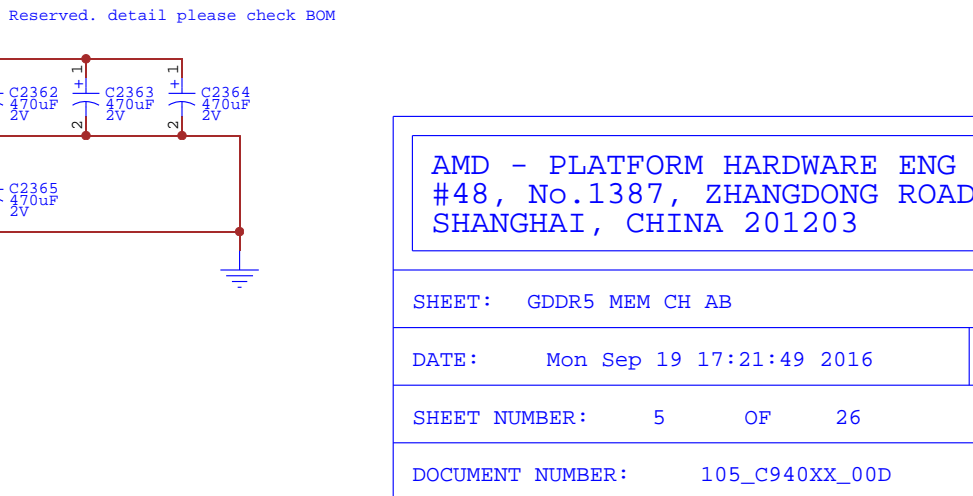 Reserved. detail please check BOM
1
1
+
+
C2362
C2363
C2364
470uF
470uF
470uF
2V
2V
2V
2
2
C2365
470uF
2V
AMD - PLATFORM HARDWARE ENG
#48, No.1387, ZHANGDONG ROAD
SHANGHAI, CHINA 201203
SHEET: GDDR5 MEM CH AB
DATE: Mon Sep 19 17:21:49 2016
SHEET NUMBER: 5 OF 26
DOCUMENT NUMBER: 105_C940XX_00D